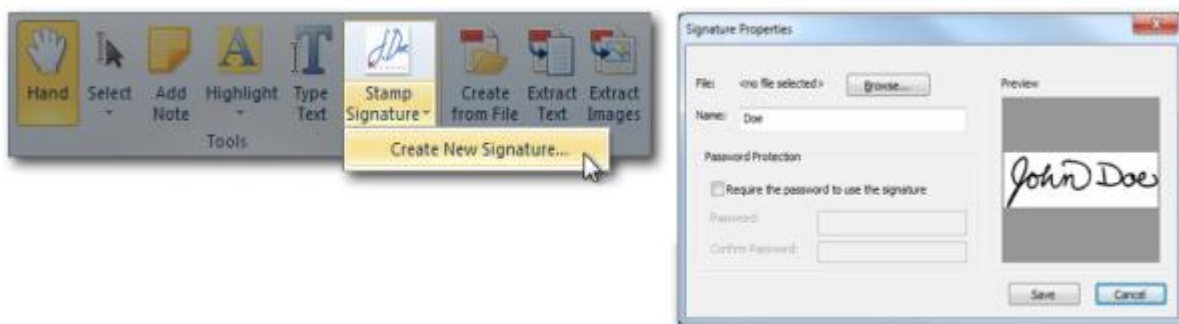 J.Doe
Hand
Select
Add
Note
Highlight
Type
Text
Stamp
Signature
Create
from File
Extract
Text
Extract
Images
Tools
Create New Signature...
Signature Properties
File: <no file selected> Browse...
Preview
Name: Doe
Password Protection
Require the password to use the signature
Password:
Confirm Password:
John Doe
Save Cancel